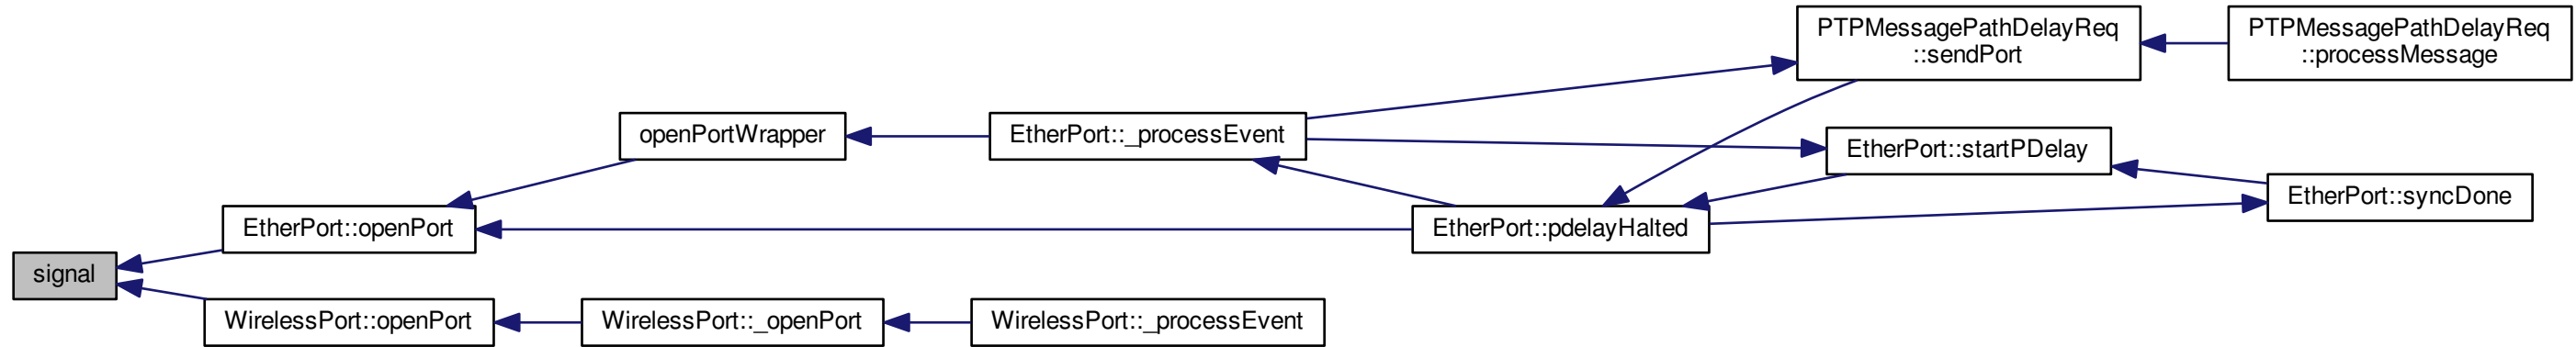 PTPMessagePathDelayReq
::sendPort
PTPMessagePathDelayReq
::processMessage
openPortWrapper
EtherPort::_processEvent
EtherPort::startPDelay
EtherPort::syncDone
EtherPort::openPort
EtherPort::pdelayHalted
signal
WirelessPort::openPort
WirelessPort::_openPort
WirelessPort::_processEvent